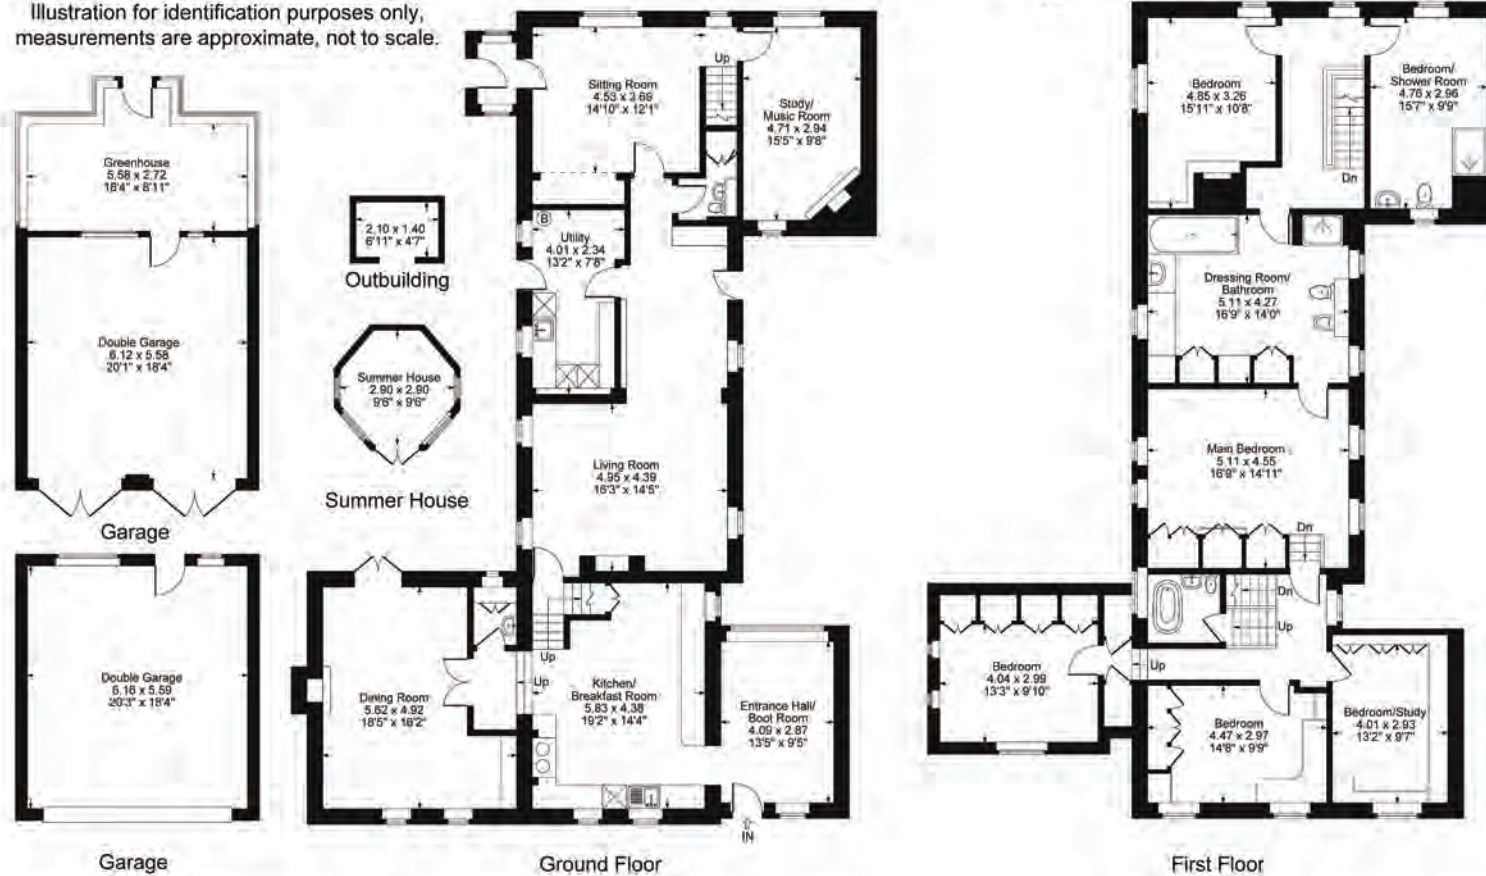 Illustration for identification purposes only,
measurements are approximate, not to scale.
Greenhouse
5.58 x 2.72
18'4" x 8'11"
Double Garage
6.12 x 5.58
20'1" x 18'4"
Garage
Double Garage
6.16 x 5.59
20'3" x 18'4"
Garage
2.10 x 1.40
6'11" x 4'7"
Outbuilding
Summer House
2.90 x 2.90
9'6" x 9'6"
Summer House
Sitting Room
4.53 x 3.69
14'10" x 12'1"
Up
Study/
Music Room
4.71 x 2.94
15'5" x 9'8"
B
Utility
4.01 x 2.34
13'2" x 7'8"
Living Room
4.95 x 4.39
16'3" x 14'5"
Up
Up
Dining Room
5.62 x 4.92
18'5" x 16'2"
Kitchen/
Breakfast Room
5.83 x 4.38
19'2" x 14'4"
Entrance Hall/
Boot Room
4.09 x 2.87
13'5" x 9'5"
IN
Ground Floor
Bedroom
4.85 x 3.26
15'11" x 10'8"
Dn
Bedroom/
Shower Room
4.76 x 2.96
15'7" x 9'9"
Dressing Room/
Bathroom
5.11 x 4.27
16'9" x 14'0"
Main Bedroom
5.11 x 4.55
16'9" x 14'11"
Dn
Dn
Up
Up
Bedroom
4.04 x 2.99
13'3" x 9'10"
Bedroom
4.47 x 2.97
14'8" x 9'9"
Bedroom/Study
4.01 x 2.93
13'2" x 9'7"
First Floor